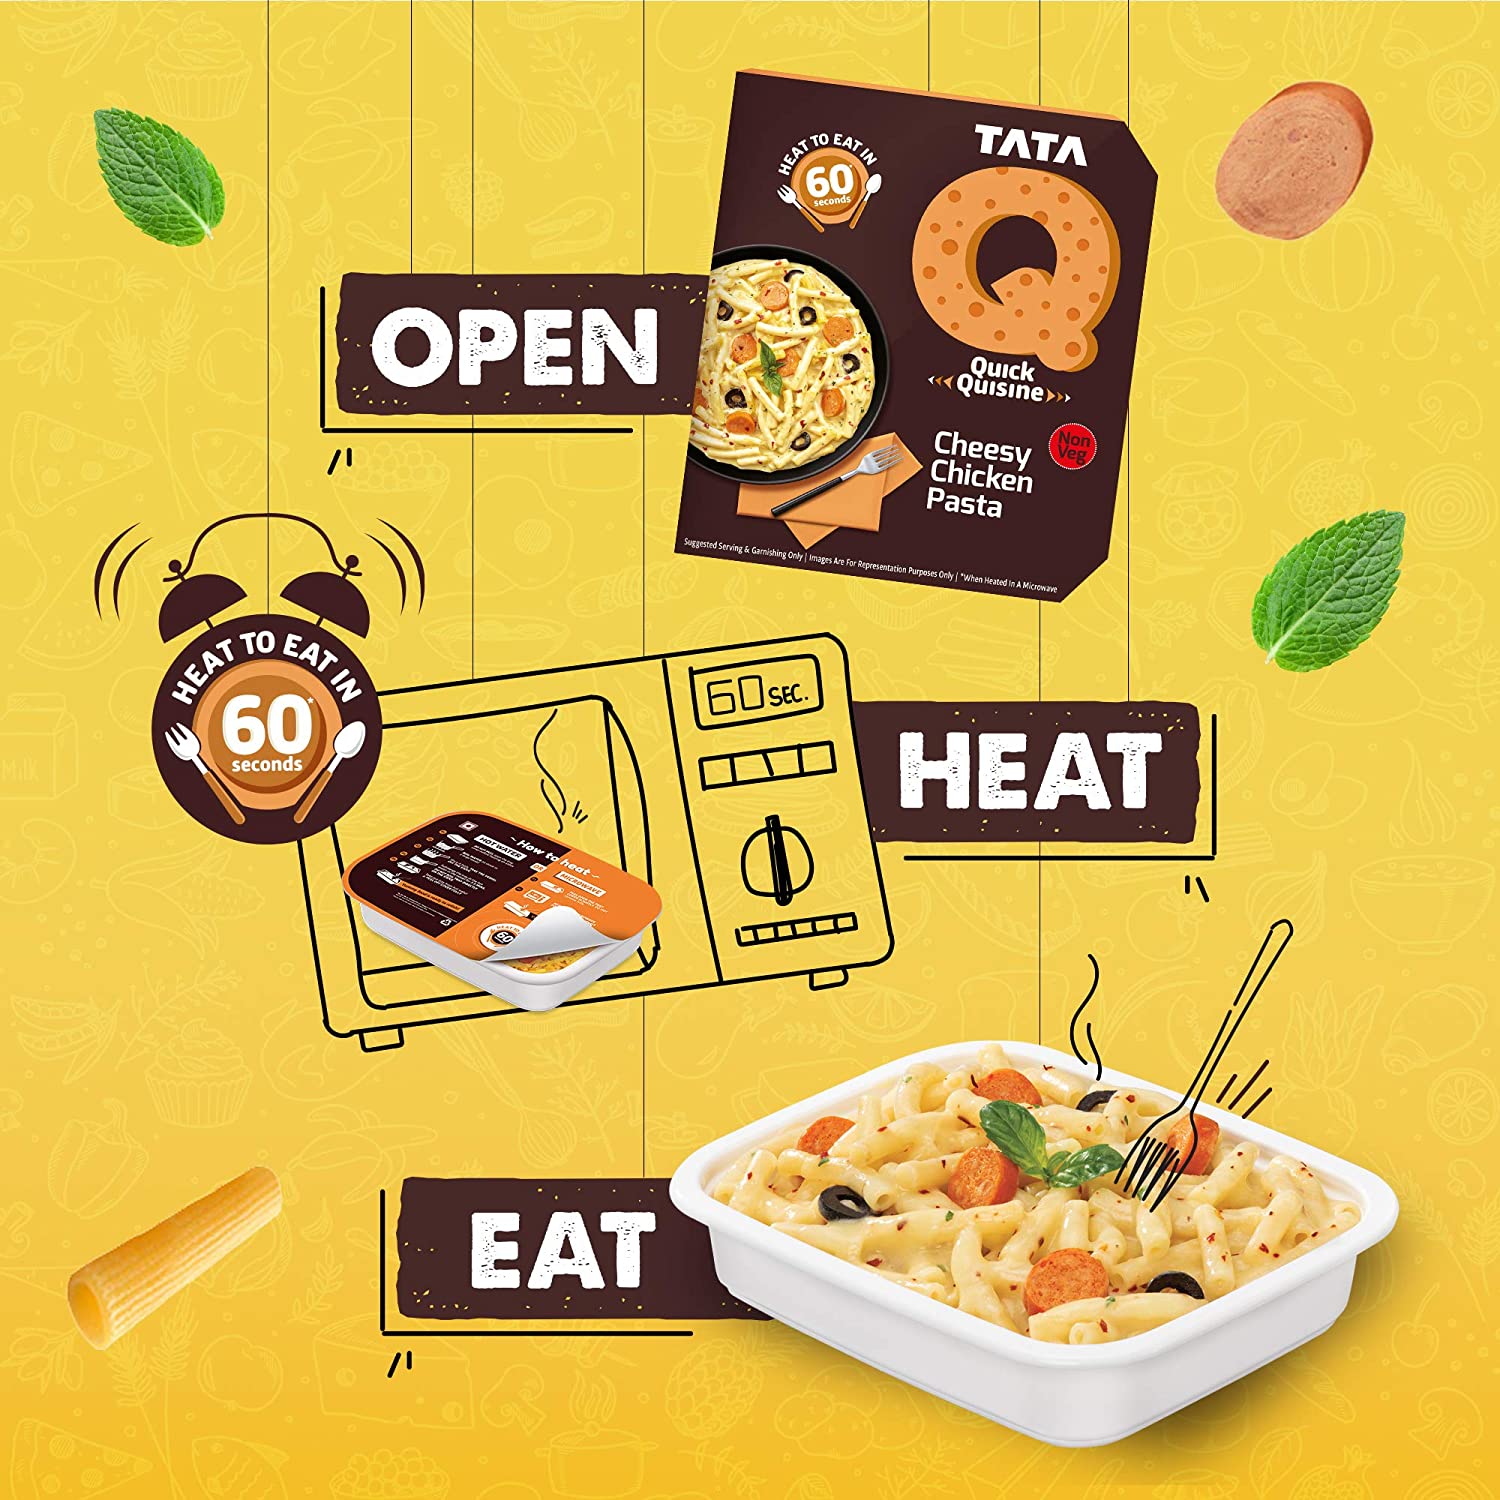 HEAT TO EAT IN
60
seconds
TATA
Q
Quick
Quisine
Cheesy
Chicken
Pasta
Non
Veg
Suggested Serving & Garnishing Only | Images Are For Representation Purposes Only | *When Heated In A Microwave
OPEN
HEAT TO EAT IN
60*
seconds
60 SEC.
HEAT
How to heat
HOT WATER
MICROWAVE
60
EAT
MILK